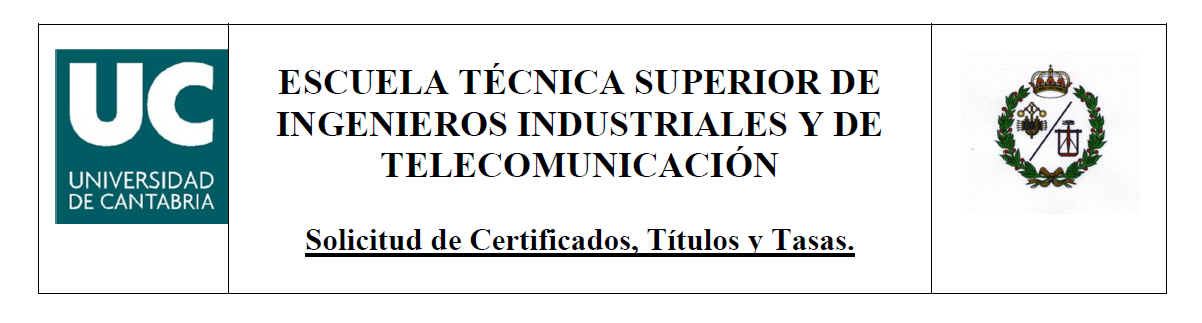 UC
UNIVERSIDAD
DE CANTABRIA
ESCUELA TÉCNICA SUPERIOR DE
INGENIEROS INDUSTRIALES Y DE
TELECOMUNICACIÓN
Solicitud de Certificados, Títulos y Tasas.